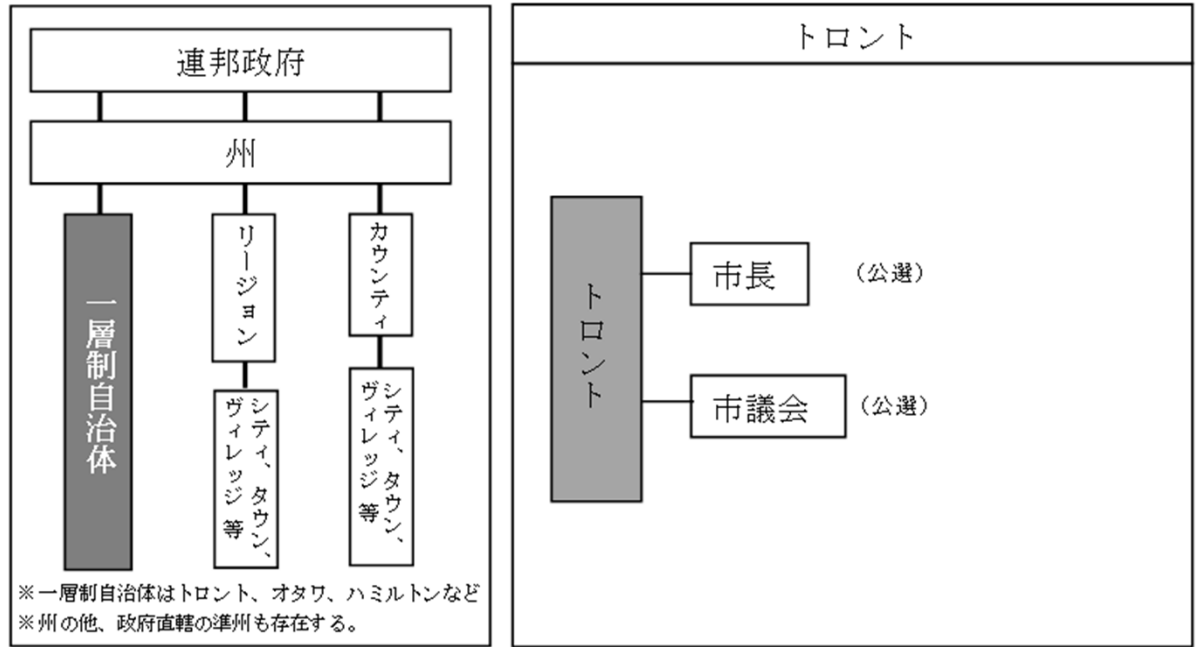 連邦政府
州
一層制自治体
リージョン
シティ、タウン、
ヴィレッジ 等
カウンティ
シティ、タウン、
ヴィレッジ 等
※一層制自治体はトロント、オタワ、ハミルトンなど
※州の他、政府直轄の準州も存在する。
トロント
トロント
市長
（公選）
市議会
（公選）